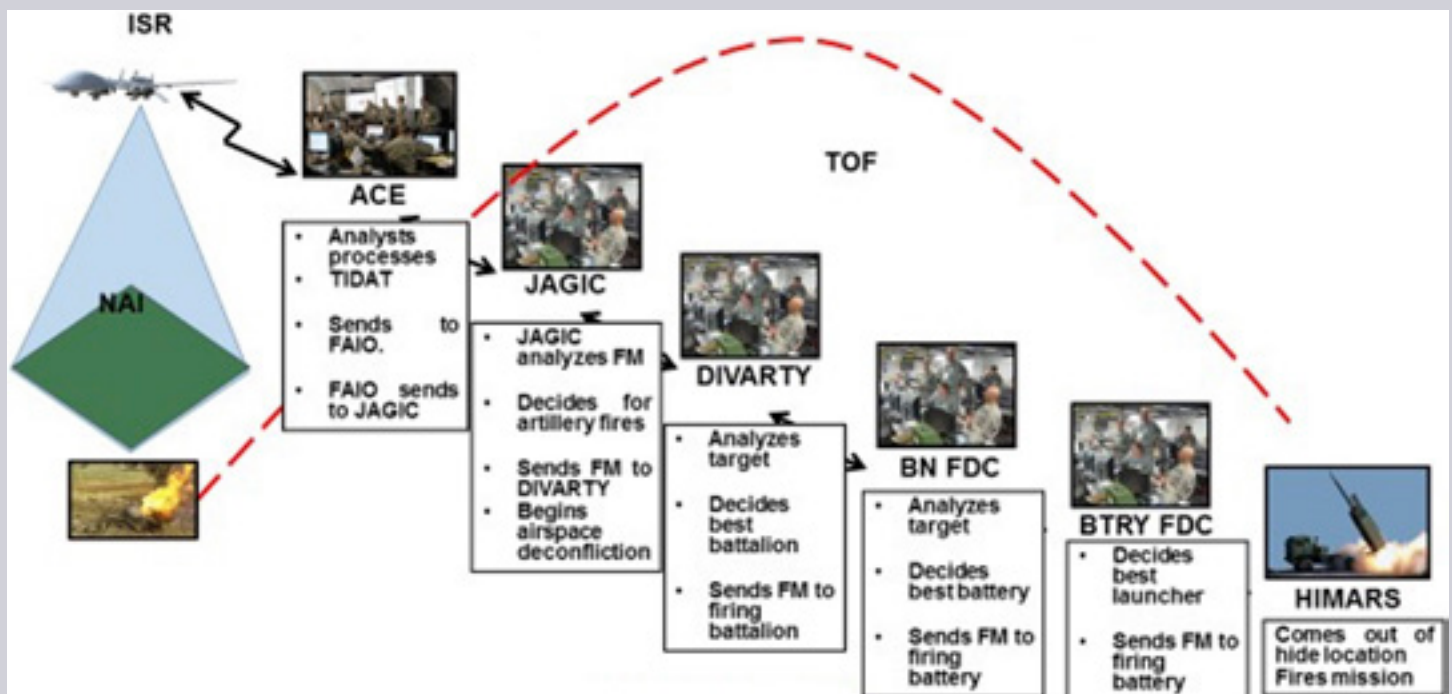 ISR
ACE
• Analysts
processes
• TIDAT
• Sends to
FAIO.
• FAIO sends
to JAGIC
NAI
TOF
JAGIC
• JAGIC
analyzes FM
• Decides for
artillery fires
• Sends FM to
DIVARTY
• Begins
airspace
deconfliction
DIVARTY
• Analyzes
target
• Decides
best
battalion
• Sends FM to
firing
battalion
BN FDC
• Analyzes
target
• Decides
best battery
• Sends FM to
firing
battery
BTRY FDC
• Decides
best
launcher
• Sends FM to
firing
battery
HIMARS
Comes out of
hide location
Fires mission